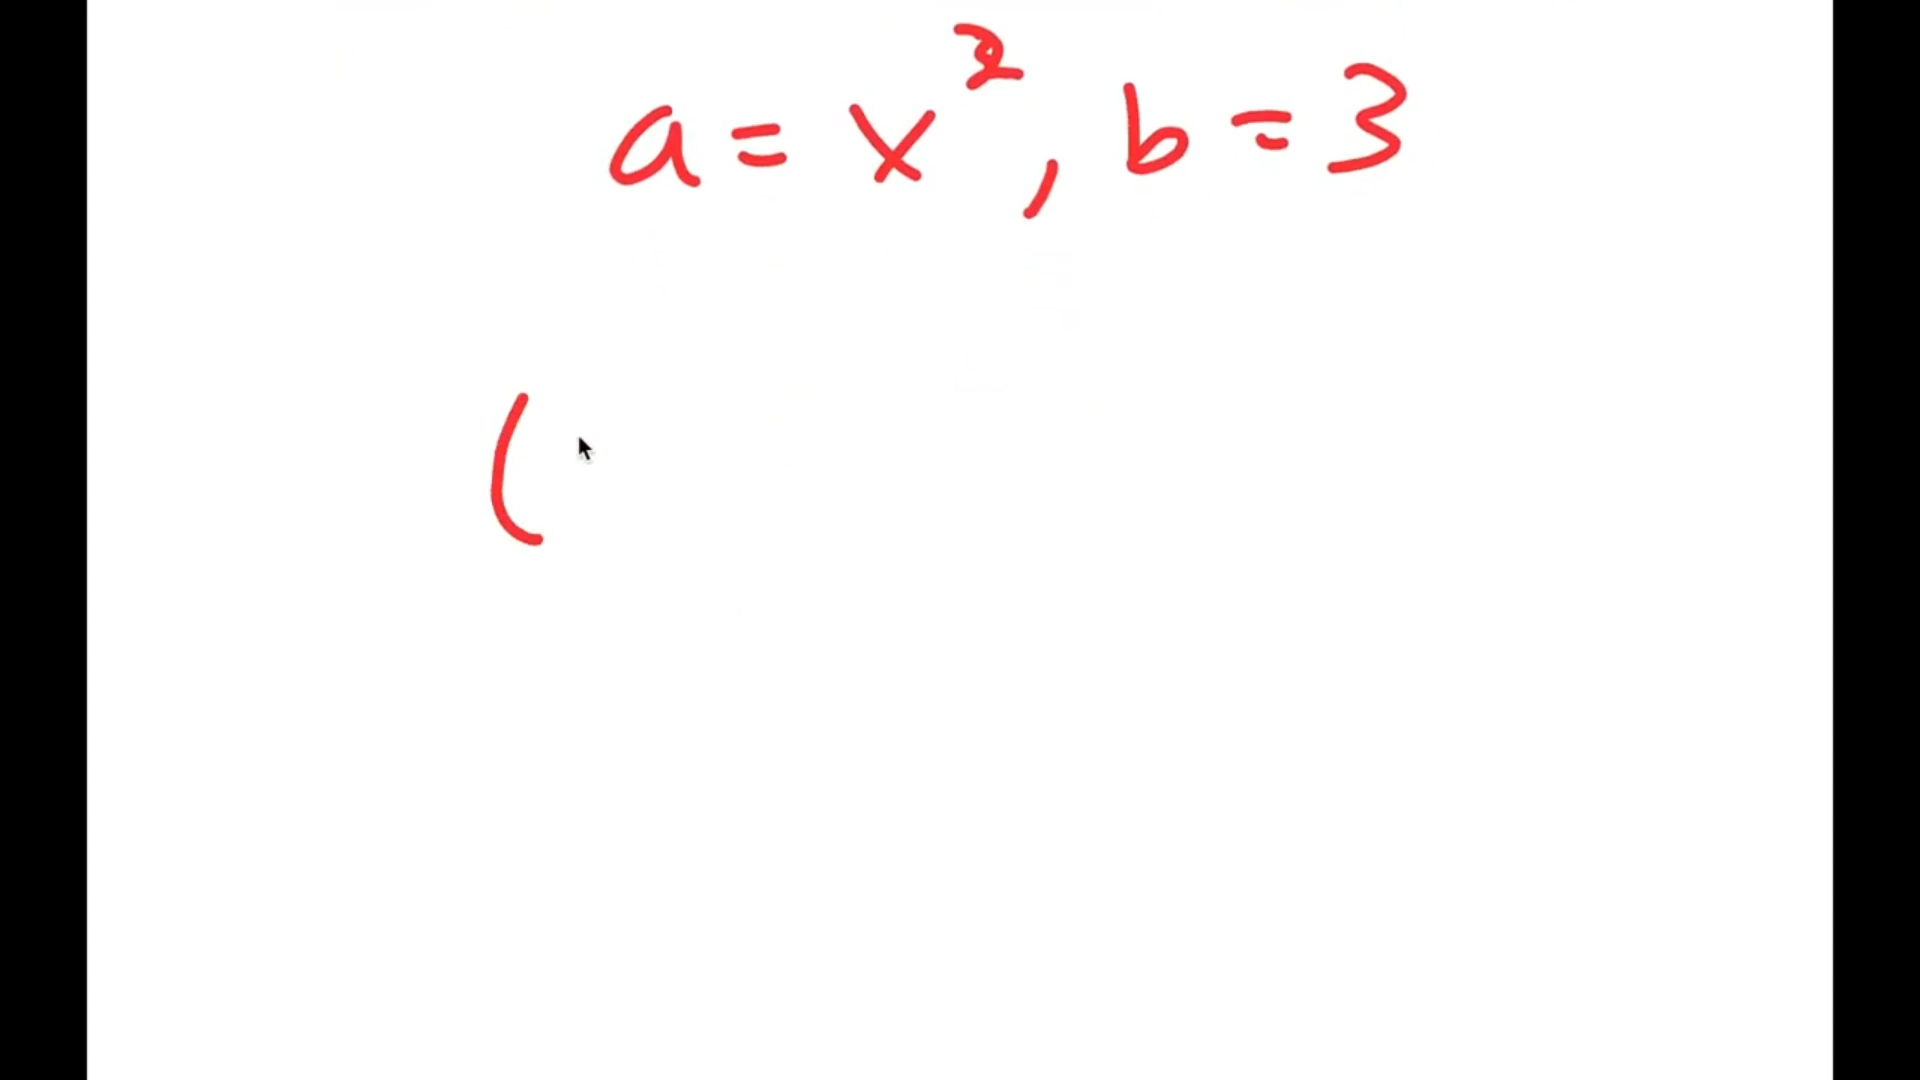 a = x², b = 3
(